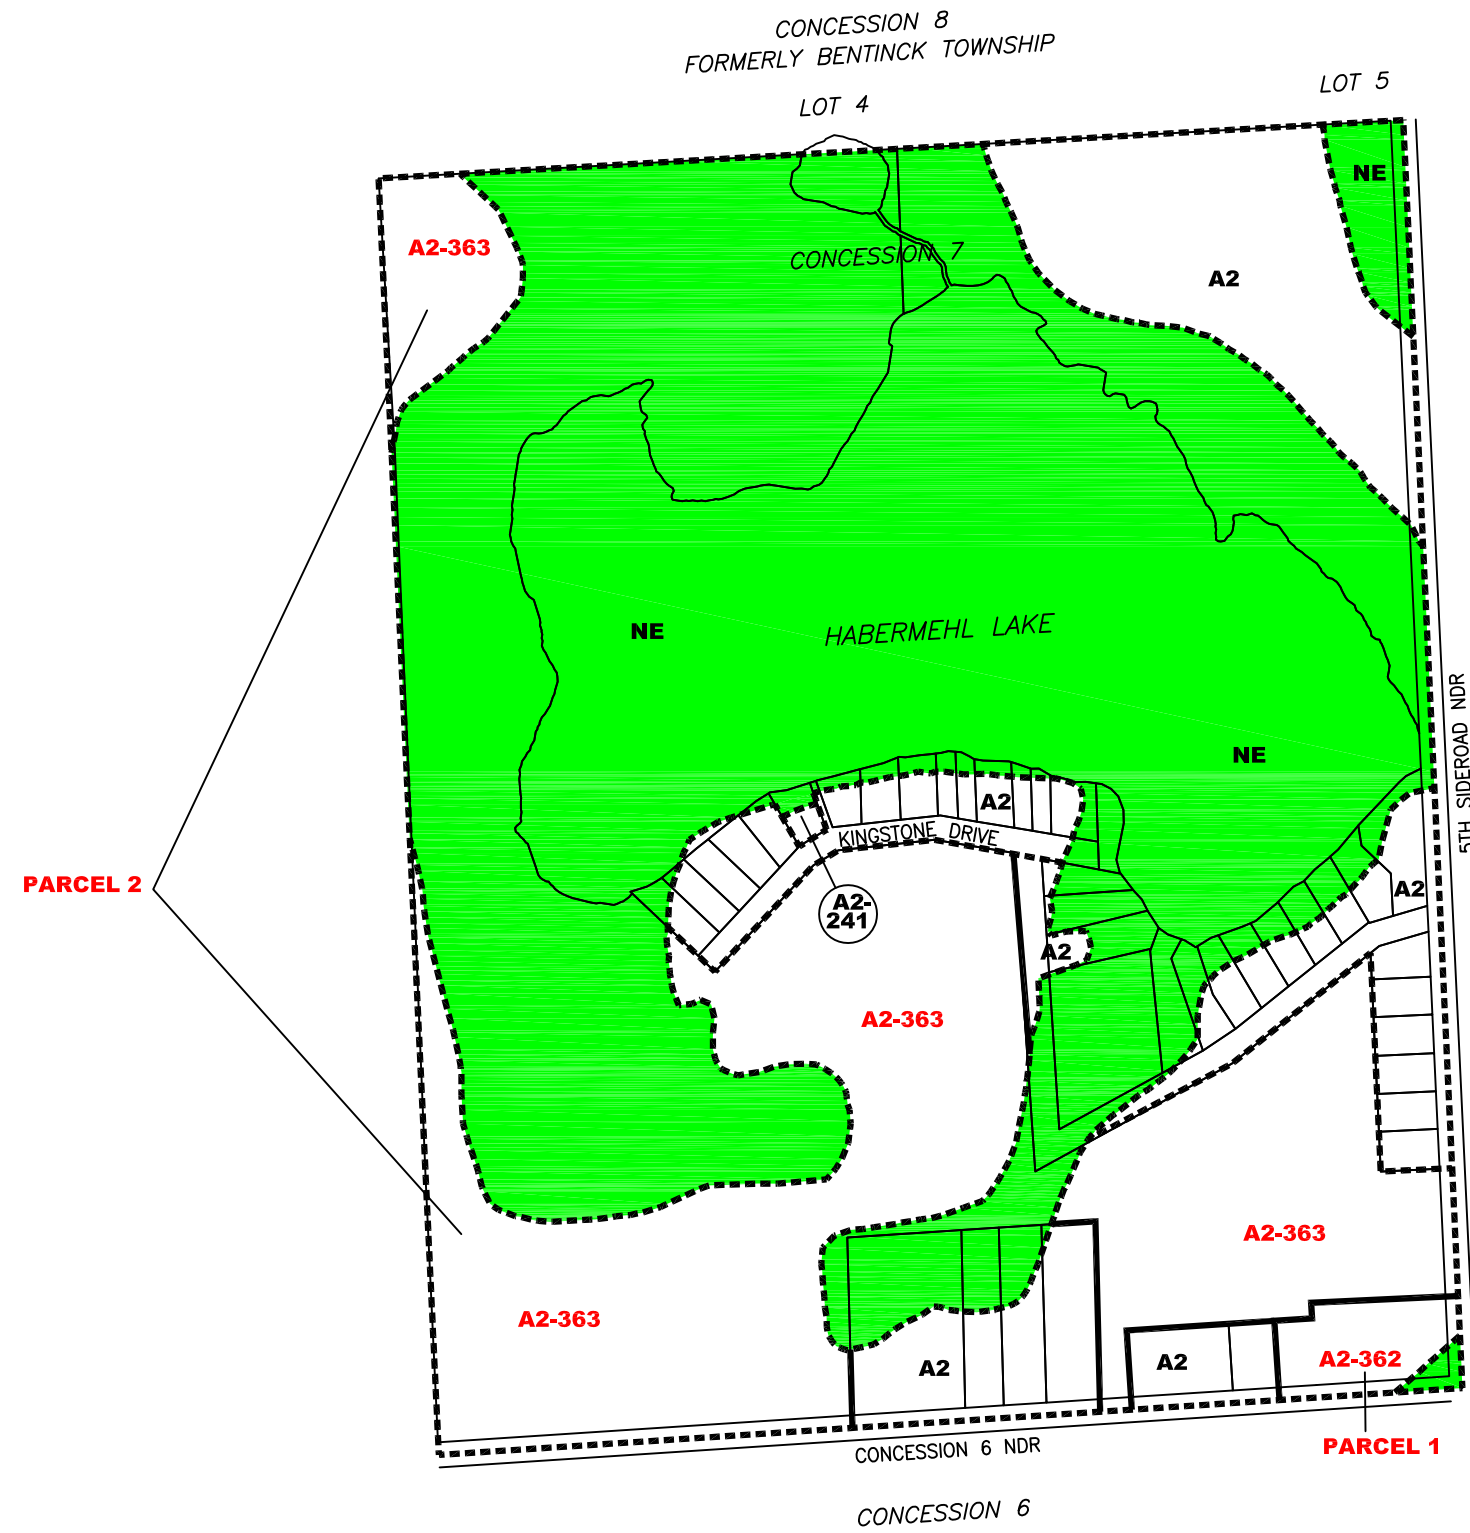 CONCESSION 8
FORMERLY BENTINCK TOWNSHIP
LOT 4
LOT 5
NE
A2-363
CONCESSION 7
A2
NE
HABERMEHL LAKE
5TH SIDEROAD NDR
NE
A2
KINGSTONE DRIVE
PARCEL 2
A2
A2-
241
A2
A2-363
A2-363
A2-363
A2
A2
A2-362
PARCEL 1
CONCESSION 6 NDR
CONCESSION 6